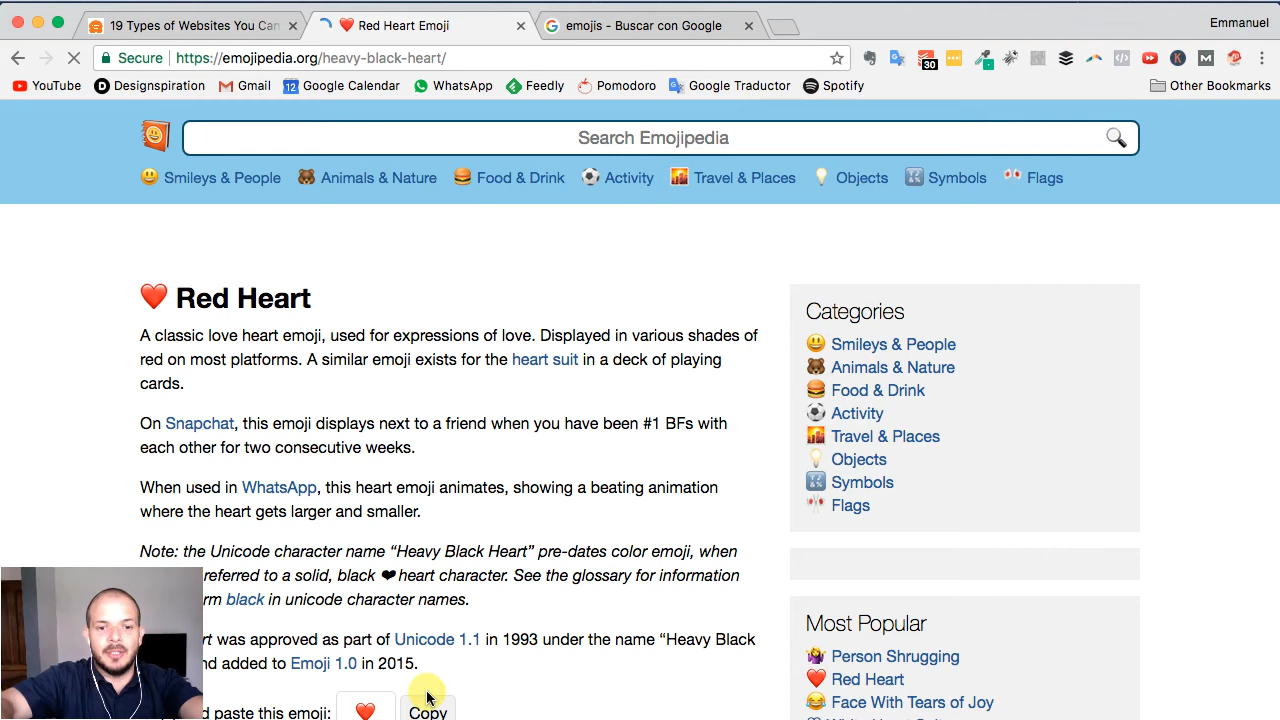 19 Types of Websites You Can
Red Heart Emoji
emojis - Buscar con Google
Emmanuel
Secure
https://emojipedia.org/heavy-black-heart/
30
YouTube
Designspiration
Gmail
12
Google Calendar
WhatsApp
Feedly
Pomodoro
Google Traductor
Spotify
Other Bookmarks
Search Emojipedia
Smileys & People
Animals & Nature
Food & Drink
Activity
Travel & Places
Objects
Symbols
Flags
❤️ Red Heart
A classic love heart emoji, used for expressions of love. Displayed in various shades of
red on most platforms. A similar emoji exists for the heart suit in a deck of playing
cards.
On Snapchat, this emoji displays next to a friend when you have been #1 BFs with
each other for two consecutive weeks.
When used in WhatsApp, this heart emoji animates, showing a beating animation
where the heart gets larger and smaller.
Note: the Unicode character name “Heavy Black Heart” pre-dates color emoji, when
referred to a solid, black ❤ heart character. See the glossary for information
black in unicode character names.
was approved as part of Unicode 1.1 in 1993 under the name “Heavy Black
added to Emoji 1.0 in 2015.
paste this emoji:
❤️
Copy
Categories
Smileys & People
Animals & Nature
Food & Drink
Activity
Travel & Places
Objects
Symbols
Flags
Most Popular
Person Shrugging
Red Heart
Face With Tears of Joy